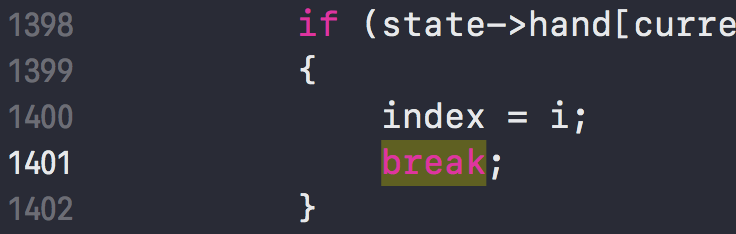 1398 if (state->hand[curre
1399 {
1400 index = i;
1401 break;
1402 }